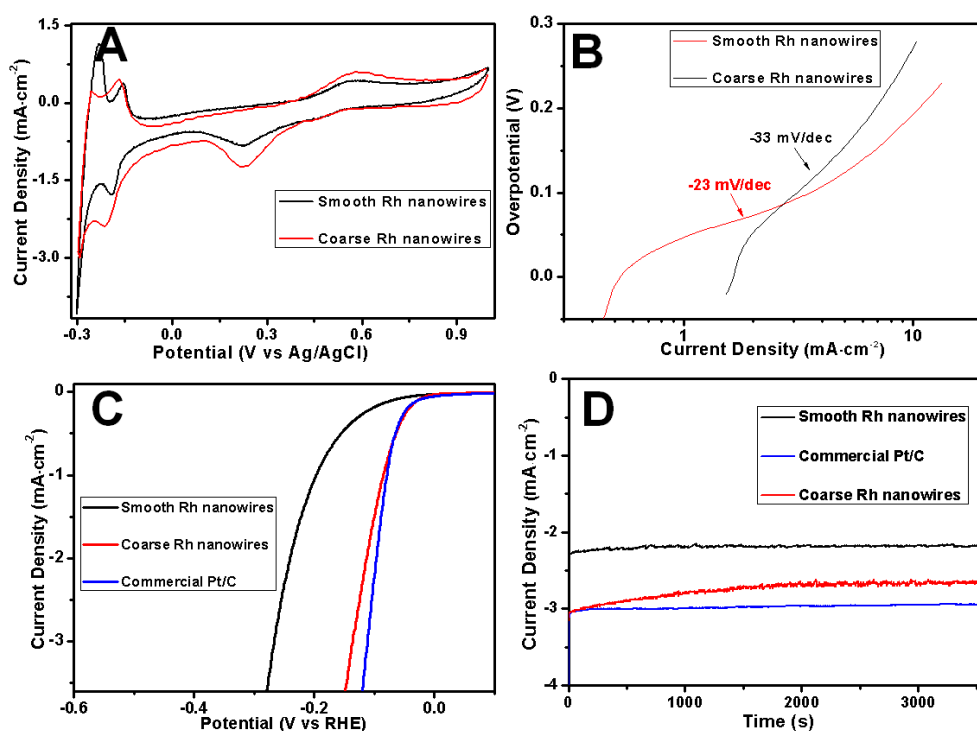 A
Current Density (mA·cm⁻²)
1.5
0.0
-1.5
-3.0
Smooth Rh nanowires
Coarse Rh nanowires
-0.3
0.0
0.3
0.6
0.9
Potential (V vs Ag/AgCl)
B
Overpotential (V)
0.3
0.2
0.1
0.0
Smooth Rh nanowires
Coarse Rh nanowires
-33 mV/dec
-23 mV/dec
1
10
Current Density (mA·cm⁻²)
C
Current Density (mA·cm⁻²)
0
-1
-2
-3
Smooth Rh nanowires
Coarse Rh nanowires
Commercial Pt/C
-0.6
-0.4
-0.2
0.0
Potential (V vs RHE)
D
Current Density (mA·cm⁻²)
0
-1
-2
-3
-4
Smooth Rh nanowires
Commercial Pt/C
Coarse Rh nanowires
0
1000
2000
3000
Time (s)